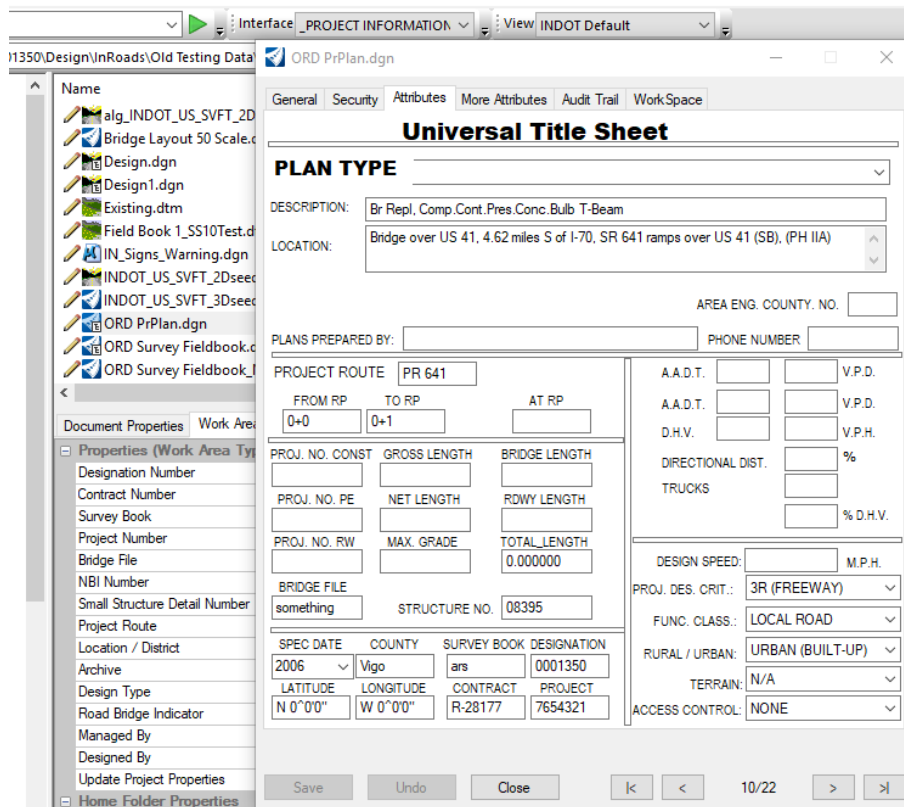 Interface _PROJECT INFORMATION View INDOT Default
01350\Design\InRoads\Old Testing Data\
Name
alg_INDOT_US_SVFT_2D
Bridge Layout 50 Scale.d
Design.dgn
Design1.dgn
Existing.dtm
Field Book 1_SS10Test.d
IN_Signs_Warning.dgn
INDOT_US_SVFT_2Dseed
INDOT_US_SVFT_3Dseed
ORD PrPlan.dgn
ORD Survey Fieldbook.d
ORD Survey Fieldbook_
Document Properties Work Area
Properties (Work Area Typ
Designation Number
Contract Number
Survey Book
Project Number
Bridge File
NBI Number
Small Structure Detail Number
Project Route
Location / District
Archive
Design Type
Road Bridge Indicator
Managed By
Designed By
Update Project Properties
Home Folder Properties
ORD PrPlan.dgn
General Security Attributes More Attributes Audit Trail WorkSpace
Universal Title Sheet
PLAN TYPE
DESCRIPTION: Br Repl, Comp.Cont.Pres.Conc.Bulb T-Beam
LOCATION: Bridge over US 41, 4.62 miles S of I-70, SR 641 ramps over US 41 (SB), (PH IIA)
AREA ENG. COUNTY. NO.
PLANS PREPARED BY: PHONE NUMBER
PROJECT ROUTE PR 641
FROM RP TO RP AT RP
0+0 0+1
PROJ. NO. CONST GROSS LENGTH BRIDGE LENGTH
PROJ. NO. PE NET LENGTH RDWY LENGTH
PROJ. NO. RW MAX. GRADE TOTAL_LENGTH
0.000000
BRIDGE FILE
something STRUCTURE NO. 08395
SPEC DATE COUNTY SURVEY BOOK DESIGNATION
2006 Vigo ars 0001350
LATITUDE LONGITUDE CONTRACT PROJECT
N 0^0'0" W 0^0'0" R-28177 7654321
A.A.D.T. V.P.D.
A.A.D.T. V.P.D.
D.H.V. V.P.H.
DIRECTIONAL DIST. %
TRUCKS
% D.H.V.
DESIGN SPEED: M.P.H.
PROJ. DES. CRIT.: 3R (FREEWAY)
FUNC. CLASS.: LOCAL ROAD
RURAL / URBAN: URBAN (BUILT-UP)
TERRAIN: N/A
ACCESS CONTROL: NONE
Save Undo Close |< < 10/22 > >|